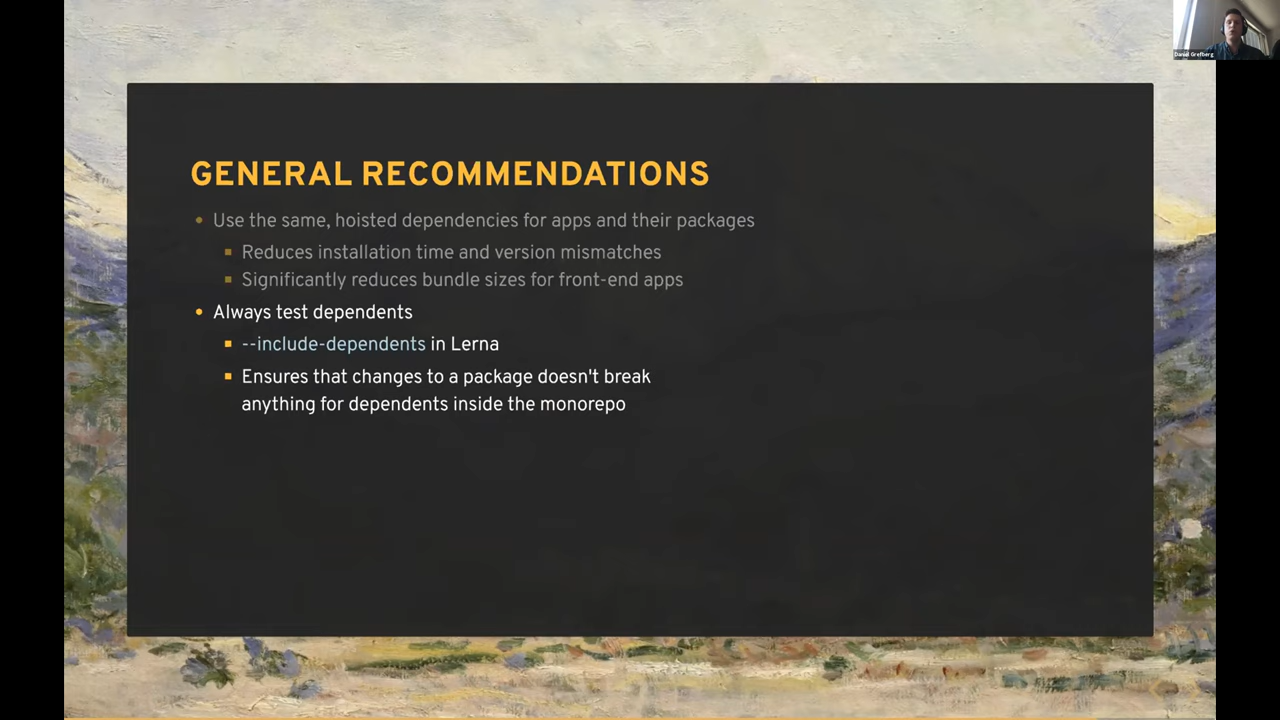 Daniel Grefberg
GENERAL RECOMMENDATIONS
• Use the same, hoisted dependencies for apps and their packages
▪ Reduces installation time and version mismatches
▪ Significantly reduces bundle sizes for front-end apps
• Always test dependents
▪ --include-dependents in Lerna
▪ Ensures that changes to a package doesn't break
anything for dependents inside the monorepo